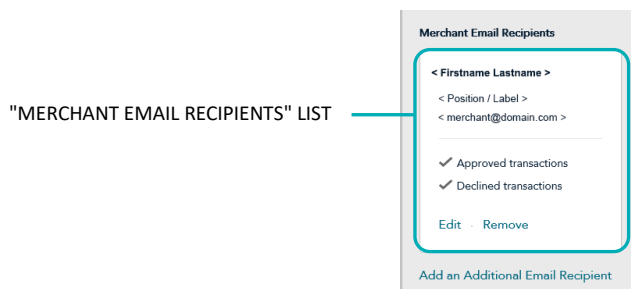 Merchant Email Recipients
< Firstname Lastname >
< Position / Label >
< merchant@domain.com >
"MERCHANT EMAIL RECIPIENTS" LIST
Approved transactions
Declined transactions
Edit · Remove
Add an Additional Email Recipient